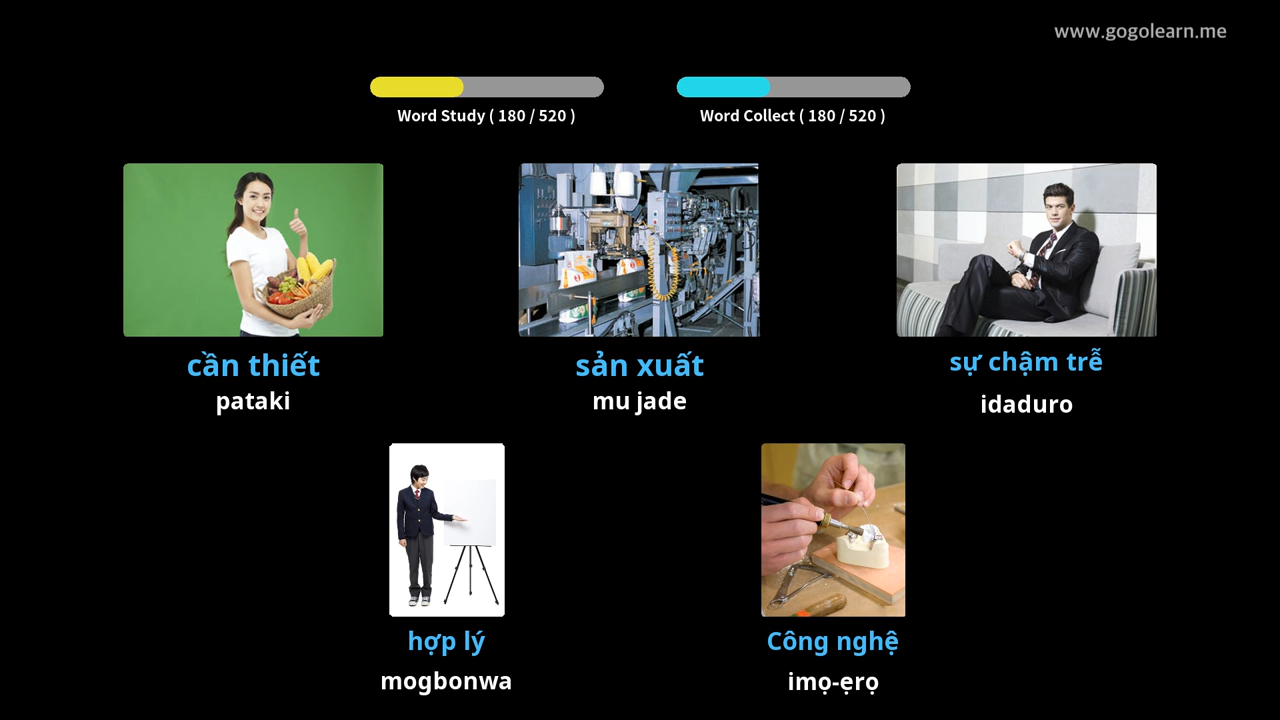 www.gogolearn.me
Word Study ( 180 / 520 )
Word Collect ( 180 / 520 )
cần thiết
pataki
sản xuất
mu jade
sự chậm trễ
idaduro
hợp lý
mogbonwa
Công nghệ
imọ-ẹrọ